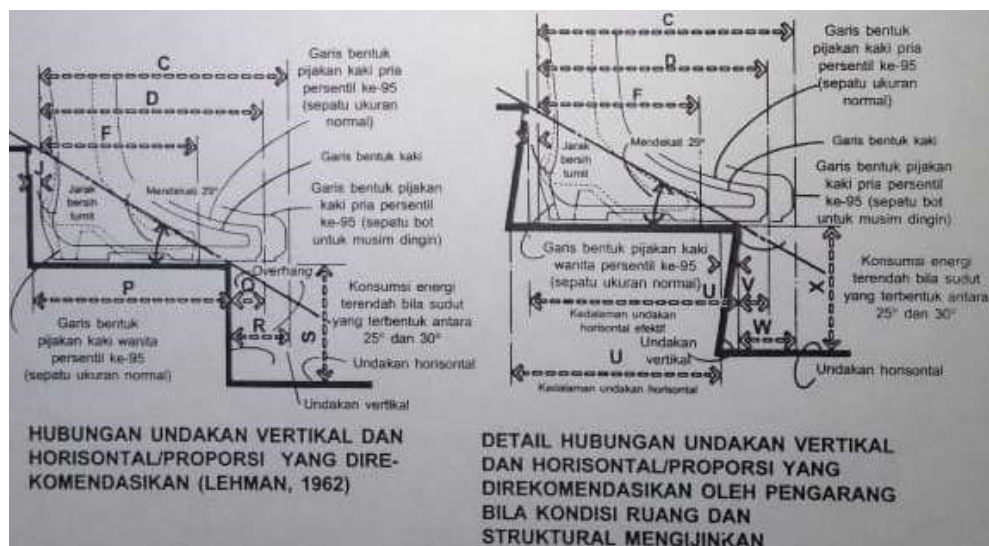 C
D
F
J
Jarak
bersih
tumit
Mendekati 29°
Garis bentuk
pijakan kaki pria
persentil ke-95
(sepatu ukuran
normal)
Garis bentuk kaki
Garis bentuk pijakan
kaki pria persentil
ke-95 (sepatu bot
untuk musim dingin)
Overhang
P
Q
R
S
Konsumsi energi
terendah bila sudut
yang terbentuk antara
25° dan 30°
Garis bentuk
pijakan kaki wanita
persentil ke-95
(sepatu ukuran normal)
Undakan horisontal
Undakan vertikal
HUBUNGAN UNDAKAN VERTIKAL DAN
HORISONTAL/PROPORSI YANG DIRE-
KOMENDASIKAN (LEHMAN, 1962)
C
D
F
Jarak
bersih
tumit
Mendekati 29°
Garis bentuk
pijakan kaki pria
persentil ke-95
(sepatu ukuran
normal)
Garis bentuk kaki
Garis bentuk pijakan
kaki pria persentil
ke-95 (sepatu bot
untuk musim dingin)
Garis bentuk pijakan kaki
wanita persentil ke-95
(sepatu ukuran normal)
U
V
W
X
Kedalaman undakan
horisontal efektif
Undakan
vertikal
U
Kedalaman undakan horisontal
Konsumsi energi
terendah bila sudut
yang terbentuk antara
25° dan 30°
Undakan horisontal
DETAIL HUBUNGAN UNDAKAN VERTIKAL
DAN HORISONTAL/PROPORSI YANG
DIREKOMENDASIKAN OLEH PENGARANG
BILA KONDISI RUANG DAN
STRUKTURAL MENGIJINKAN